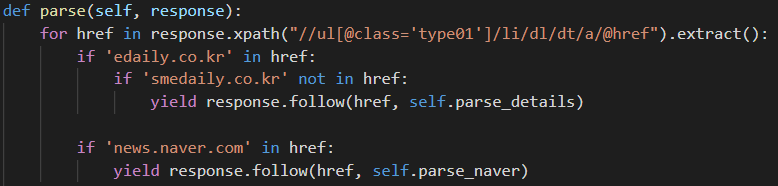 def parse(self, response):
    for href in response.xpath("//ul[@class='type01']/li/dl/dt/a/@href").extract():
        if 'edaily.co.kr' in href:
            if 'smedaily.co.kr' not in href:
                yield response.follow(href, self.parse_details)
        if 'news.naver.com' in href:
            yield response.follow(href, self.parse_naver)